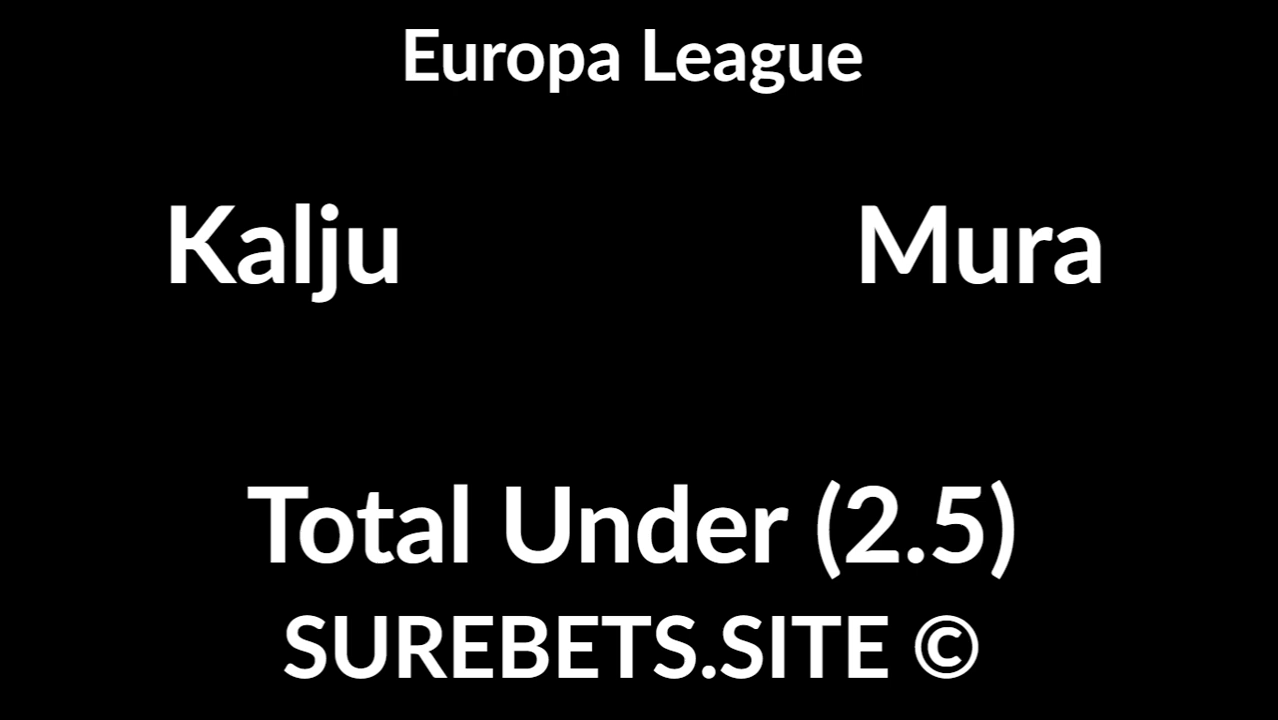 Europa League
Kalju Mura
Total Under (2.5)
SUREBETS.SITE ©